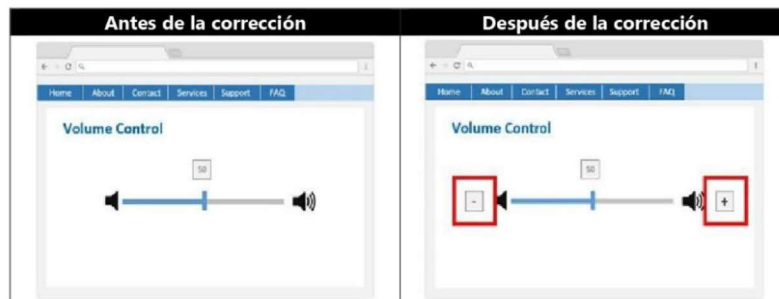 Antes de la corrección
Después de la corrección
Home About Contact Services Support FAQ
Volume Control
50
Home About Contact Services Support FAQ
Volume Control
50
-
+